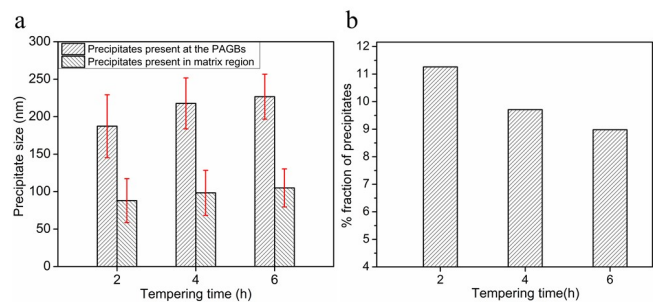 a
Precipitate size (nm)
300
250
200
150
100
50
0
Precipitates present at the PAGBs
Precipitates present in matrix region
2 4 6
Tempering time (h)
b
% fraction of precipitates
12
11
10
9
8
7
6
5
4
2 4 6
Tempering time(h)